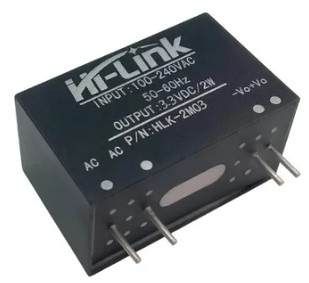 Hi-Link
INPUT:100-240VAC
50-60Hz
OUTPUT:3.3VDC/2W
P/N:HLK-2M03
AC AC
-Vo+Vo